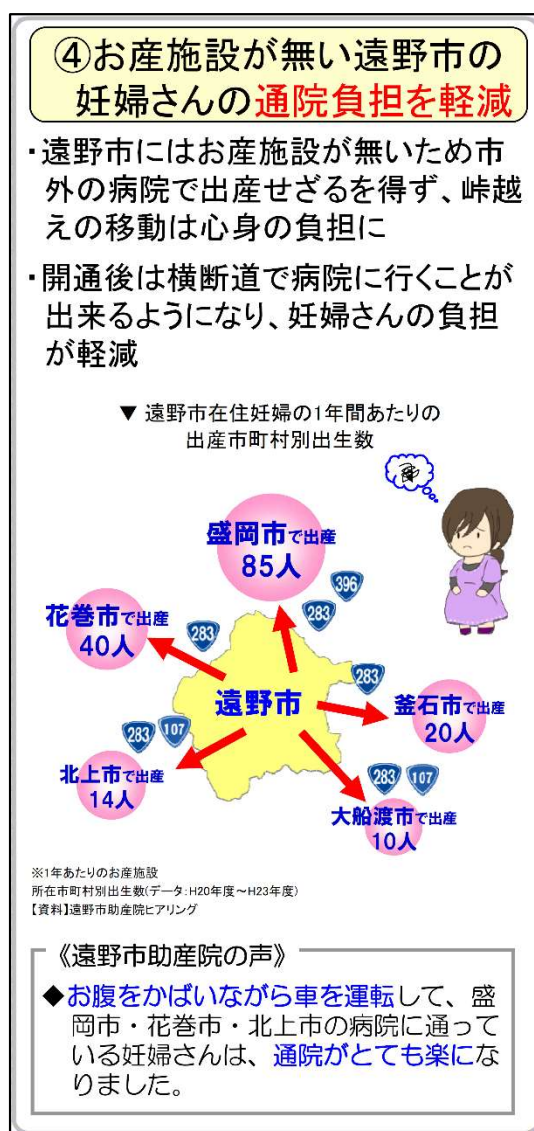 ④お産施設が無い遠野市の
妊婦さんの通院負担を軽減
・遠野市にはお産施設が無いため市
外の病院で出産せざるを得ず、峠越
えの移動は心身の負担に
・開通後は横断道で病院に行くことが
出来るようになり、妊婦さんの負担
が軽減
▼ 遠野市在住妊婦の1年間あたりの
出産市町村別出生数
盛岡市で出産
85人
396
283
花巻市で出産
40人
283
283
遠野市
釜石市で出産
20人
283 107
北上市で出産
14人
283 107
大船渡市で出産
10人
※1年あたりのお産施設
所在市町村別出生数(データ:H20年度～H23年度)
【資料】遠野市助産院ヒアリング
《遠野市助産院の声》
◆お腹をかばいながら車を運転して、盛
岡市・花巻市・北上市の病院に通って
いる妊婦さんは、通院がとても楽にな
りました。